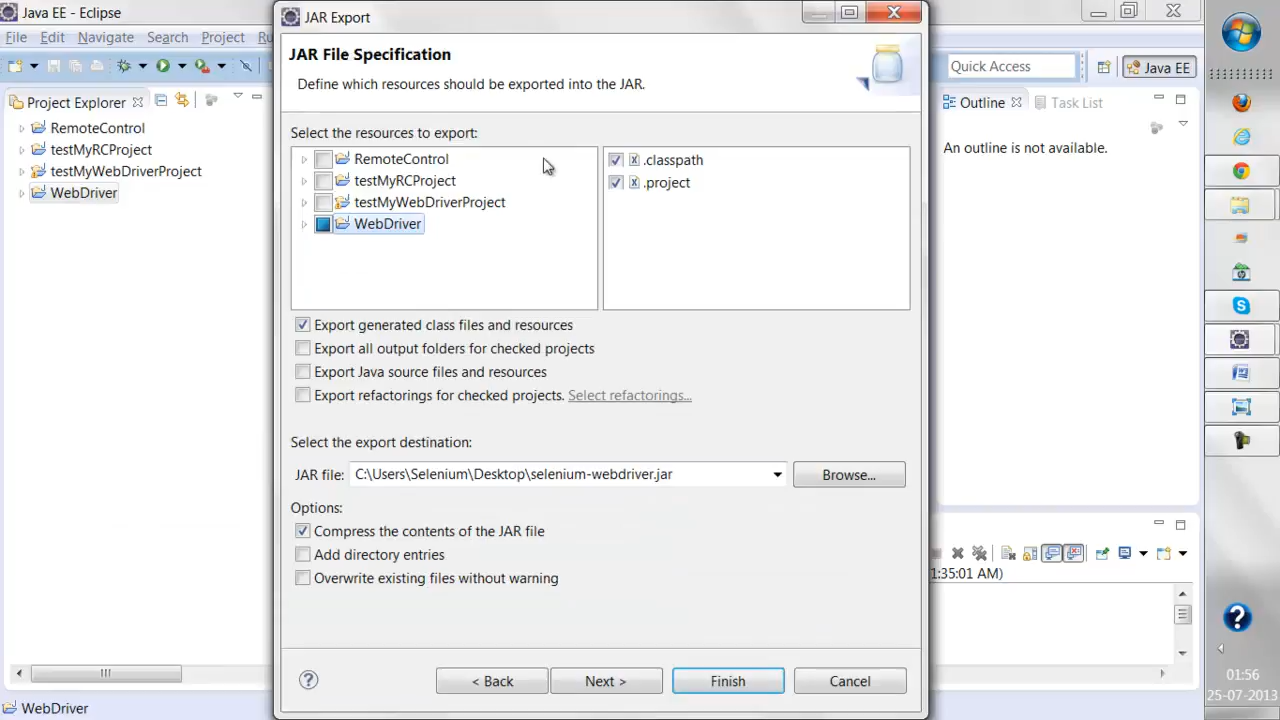 Java EE - Eclipse
JAR Export
File Edit Navigate Search Project Ru
JAR File Specification
Define which resources should be exported into the JAR.
Quick Access
Java EE
Project Explorer
Outline
Task List
RemoteControl
testMyRCProject
testMyWebDriverProject
WebDriver
Select the resources to export:
RemoteControl
testMyRCProject
testMyWebDriverProject
WebDriver
.classpath
.project
An outline is not available.
Export generated class files and resources
Export all output folders for checked projects
Export Java source files and resources
Export refactorings for checked projects. Select refactorings...
Select the export destination:
JAR file: C:\Users\Selenium\Desktop\selenium-webdriver.jar
Browse...
Options:
Compress the contents of the JAR file
Add directory entries
Overwrite existing files without warning
1:35:01 AM)
< Back
Next >
Finish
Cancel
WebDriver
01:56
25-07-2013